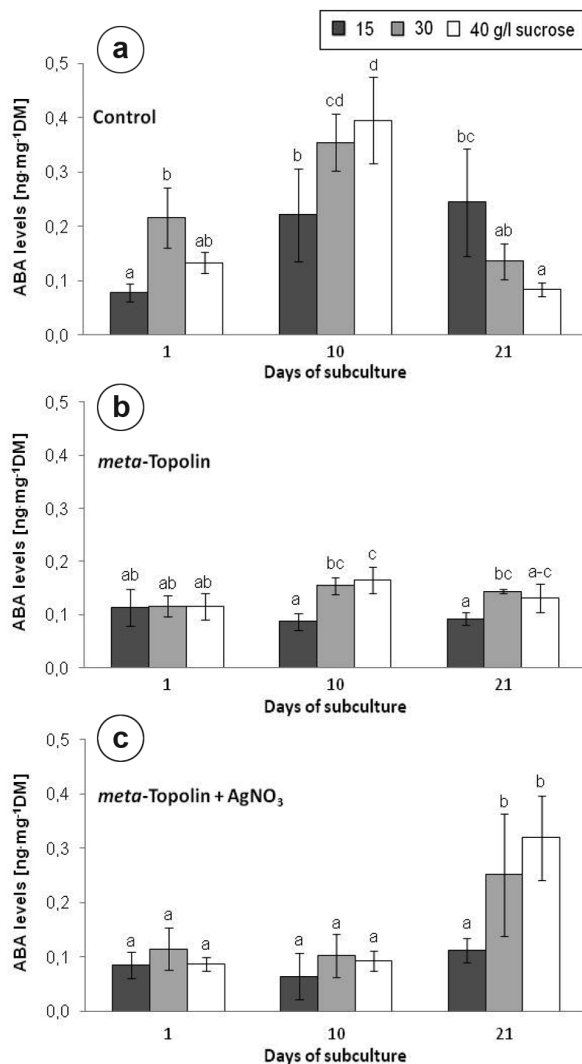 15 30 40 g/l sucrose
a
Control
ABA levels [ng·mg⁻¹DM]
0,5
0,4
0,3
0,2
0,1
0,0
a b ab
b cd d
bc ab a
1 10 21
Days of subculture
b
meta-Topolin
ABA levels [ng·mg⁻¹DM]
0,5
0,4
0,3
0,2
0,1
0,0
ab ab ab
a bc c
a bc a-c
1 10 21
Days of subculture
c
meta-Topolin + AgNO₃
ABA levels [ng·mg⁻¹DM]
0,5
0,4
0,3
0,2
0,1
0,0
a a a
a a a
a b b
1 10 21
Days of subculture